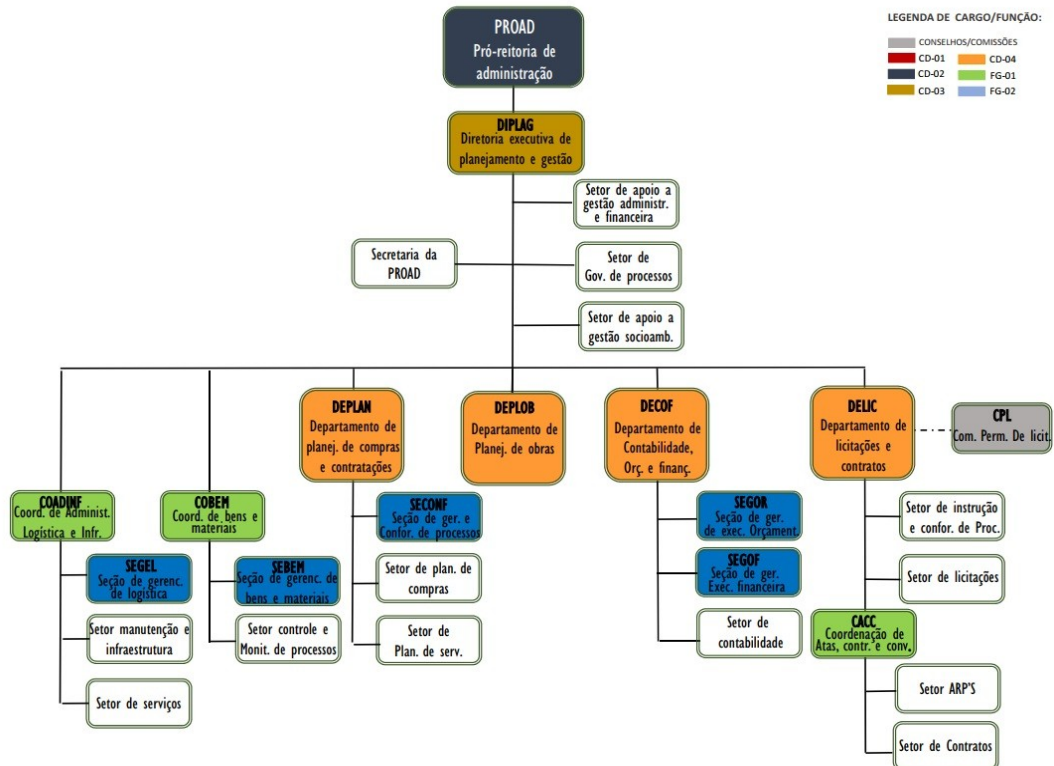 PROAD
Pró-reitoria de
administração
LEGENDA DE CARGO/FUNÇÃO:
CONSELHOS/COMISSÕES
CD-01
CD-04
CD-02
FG-01
CD-03
FG-02
DIPLAG
Diretoria executiva de
planejamento e gestão
Setor de apoio a
gestão administr.
e financeira
Secretaria da
PROAD
Setor de
Gov. de processos
Setor de apoio a
gestão socioamb.
DEPLAN
Departamento de
planej. de compras
e contratações
DEPLOB
Departamento de
Planej. de obras
DECOF
Departamento de
Contabilidade,
Orç. e finanç.
DELIC
Departamento de
licitações e
contratos
CPL
Com. Perm. De licit.
COADINF
Coord. de Administ.
Logística e Infr.
COBEM
Coord. de bens e
materiais
SECONF
Seção de ger. e
Confor. de processos
SEGOR
Seção de ger.
de exec. Orçament.
Setor de instrução
e confor. de Proc.
SEGEL
Seção de gerenc.
de logística
SEBEM
Seção de gerenc. de
bens e materiais
Setor de plan. de
compras
SEGOF
Seção de ger.
Exec. financeira
Setor de licitações
Setor manutenção e
infraestrutura
Setor controle e
Monit. de processos
Setor de
Plan. de serv.
Setor de
contabilidade
CACC
Coordenação de
Atas, contr. e conv.
Setor de serviços
Setor ARP'S
Setor de Contratos